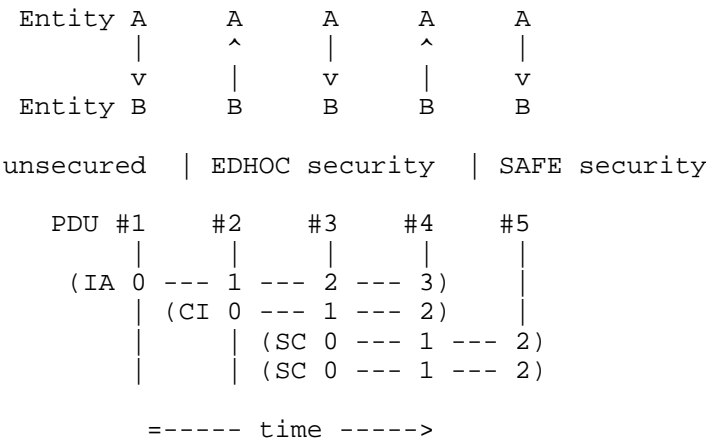 Entity A      A      A      A      A
         |      ^      |      ^      |
         v      |      v      |      v
Entity B      B      B      B      B
unsecured  | EDHOC security  | SAFE security
   PDU #1     #2     #3     #4     #5
         |      |      |      |      |
    (IA 0 --- 1 --- 2 --- 3)     |
         | (CI 0 --- 1 --- 2)     |
         |      | (SC 0 --- 1 --- 2)
         |      | (SC 0 --- 1 --- 2)
          =----- time ----->